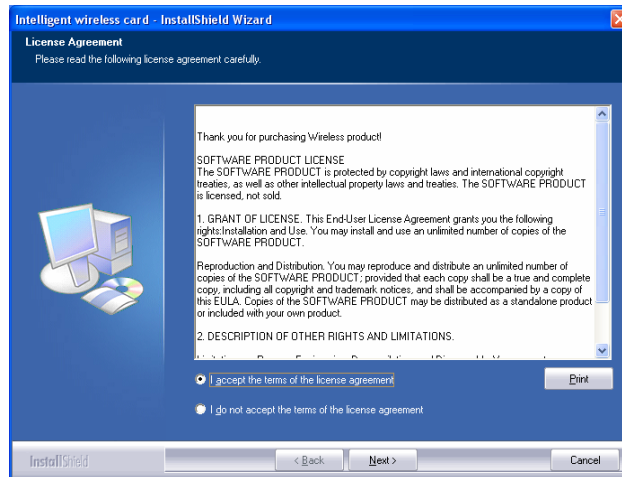 Intelligent wireless card - InstallShield Wizard
License Agreement
Please read the following license agreement carefully.
Thank you for purchasing Wireless product!
SOFTWARE PRODUCT LICENSE
The SOFTWARE PRODUCT is protected by copyright laws and international copyright
treaties, as well as other intellectual property laws and treaties. The SOFTWARE PRODUCT
is licensed, not sold.
1. GRANT OF LICENSE. This End-User License Agreement grants you the following
rights:Installation and Use. You may install and use an unlimited number of copies of the
SOFTWARE PRODUCT.
Reproduction and Distribution. You may reproduce and distribute an unlimited number of
copies of the SOFTWARE PRODUCT; provided that each copy shall be a true and complete
copy, including all copyright and trademark notices, and shall be accompanied by a copy of
this EULA. Copies of the SOFTWARE PRODUCT may be distributed as a standalone product
or included with your own product.
2. DESCRIPTION OF OTHER RIGHTS AND LIMITATIONS.
I accept the terms of the license agreement
Print
I do not accept the terms of the license agreement
InstallShield
< Back
Next >
Cancel